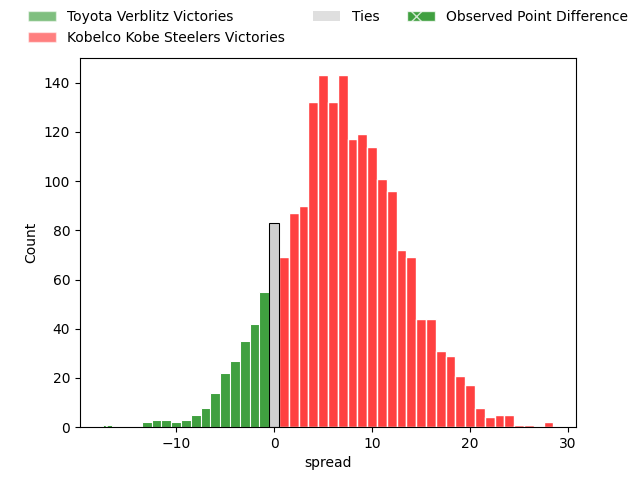 Toyota Verblitz Victories
Kobelco Kobe Steelers Victories
Ties
Observed Point Difference
140
120
100
80
60
40
20
0
Count
−10
0
10
20
30
spread